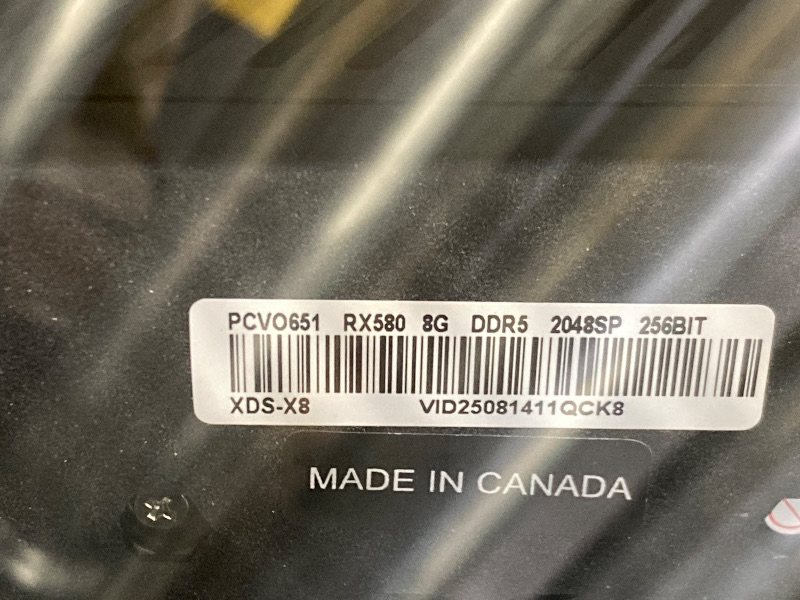 PCVO651 RX580 8G DDR5 2048SP 256BIT
XDS-X8 VID25081411QCK8
MADE IN CANADA